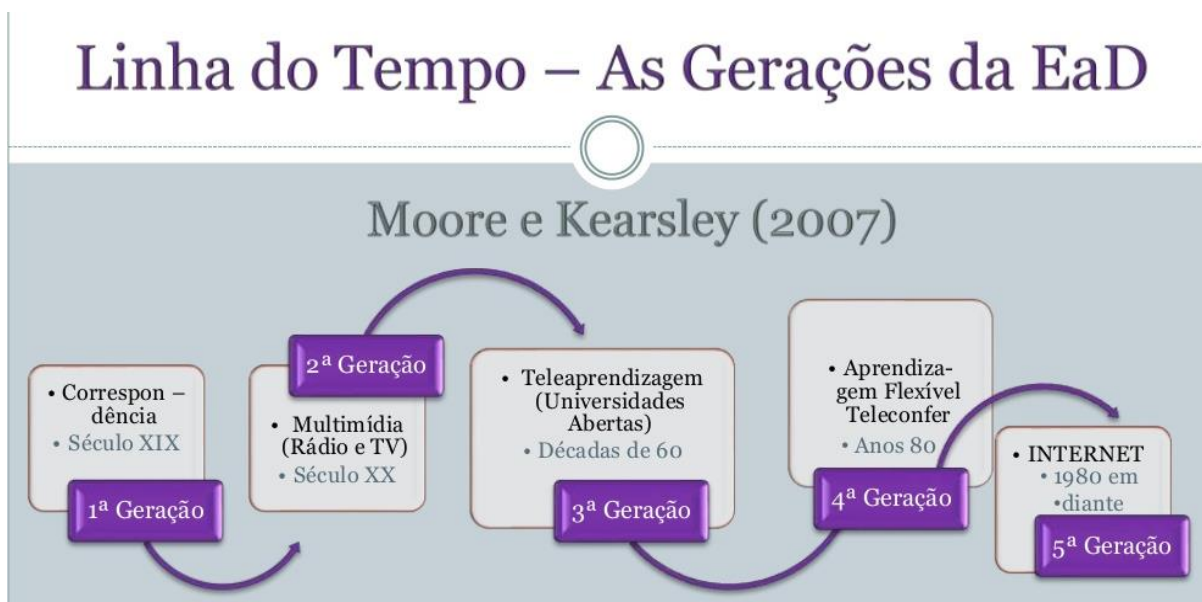 Linha do Tempo – As Gerações da EaD
Moore e Kearsley (2007)
• Correspon –
dência
• Século XIX
1ª Geração
2ª Geração
• Multimídia
(Rádio e TV)
• Século XX
• Teleaprendizagem
(Universidades
Abertas)
• Décadas de 60
3ª Geração
• Aprendiza-
gem Flexível
Teleconfer
• Anos 80
4ª Geração
• INTERNET
• 1980 em
•diante
5ª Geração